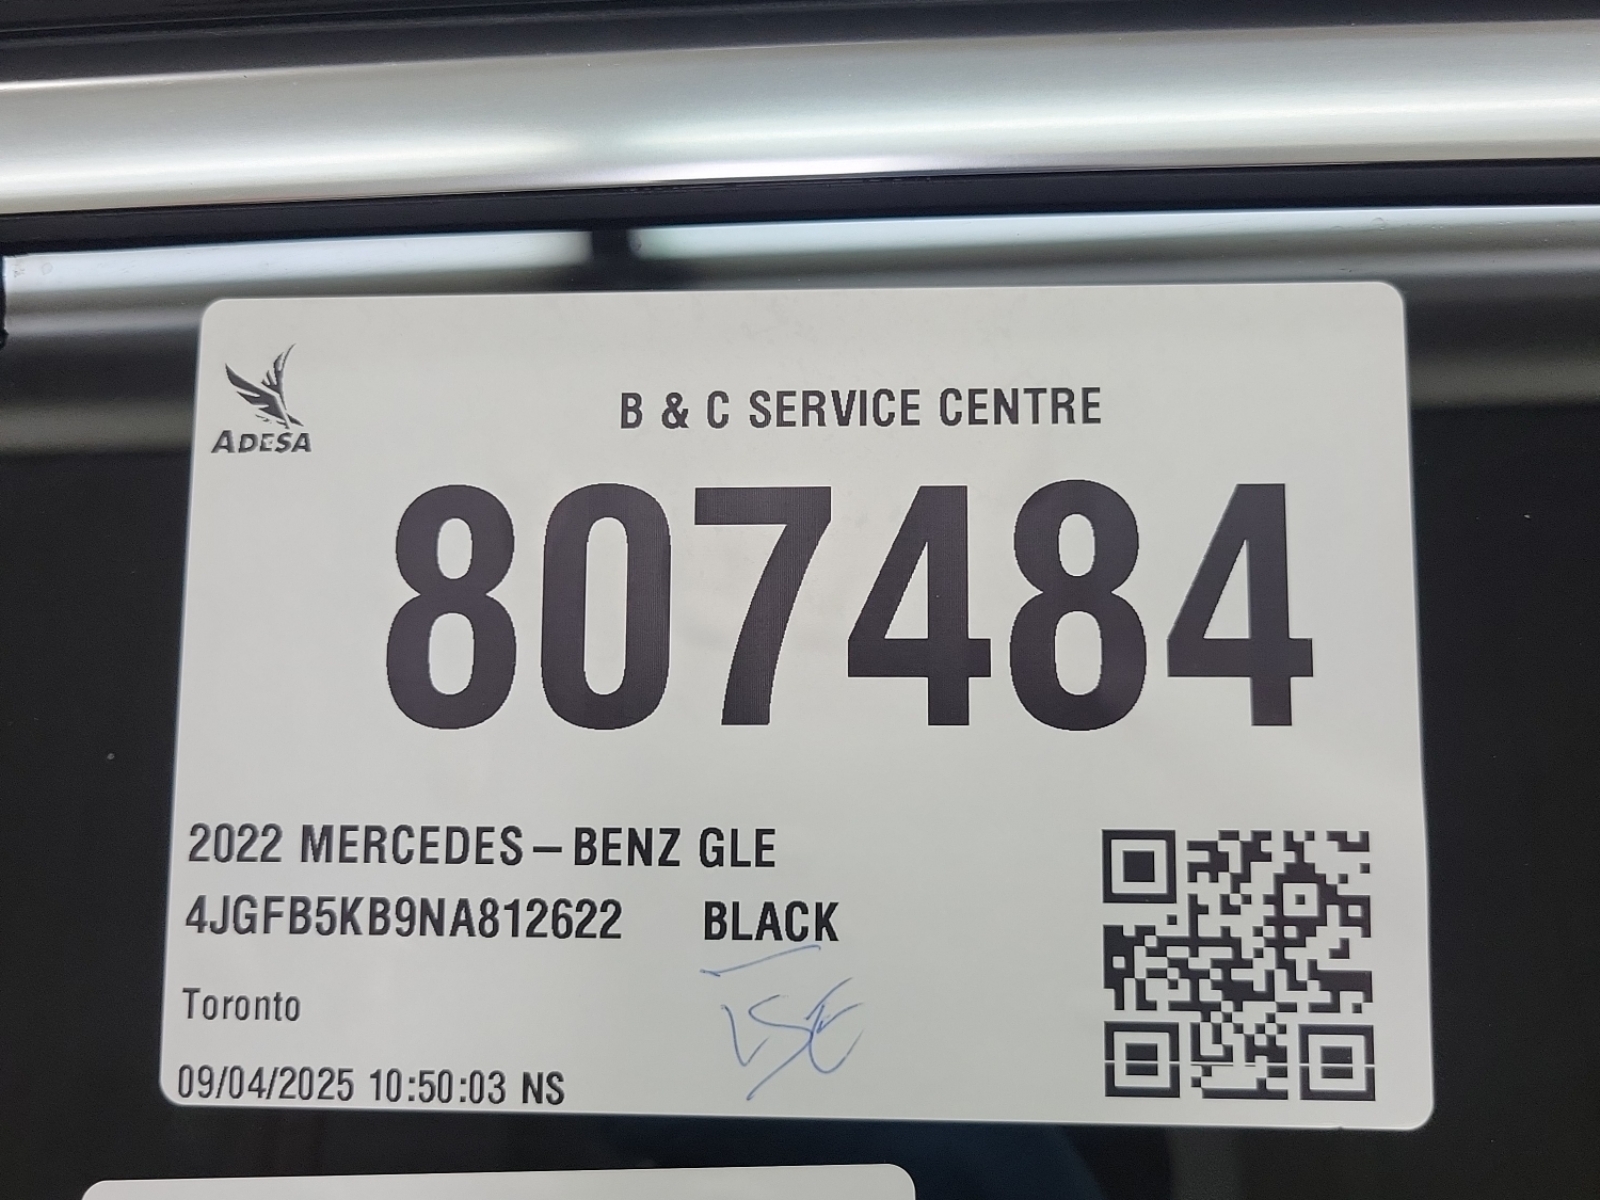 ADESA
B & C SERVICE CENTRE
807484
2022 MERCEDES-BENZ GLE
4JGFB5KB9NA812622 BLACK
Toronto
09/04/2025 10:50:03 NS